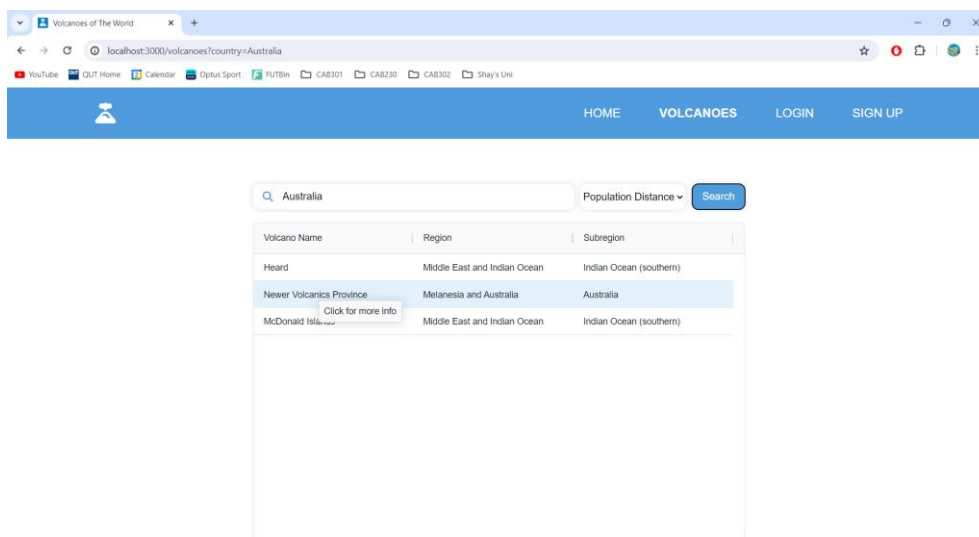 Volcanoes of The World
localhost:3000/volcanoes?country=Australia
YouTube QUT Home Calendar Optus Sport FUTBin CAB301 CAB230 CAB302 Shay's Uni
HOME VOLCANOES LOGIN SIGN UP
Australia Population Distance Search
Volcano Name Region Subregion
Heard Middle East and Indian Ocean Indian Ocean (southern)
Newer Volcanics Province Melanesia and Australia Australia
Click for more info
McDonald Islands Middle East and Indian Ocean Indian Ocean (southern)